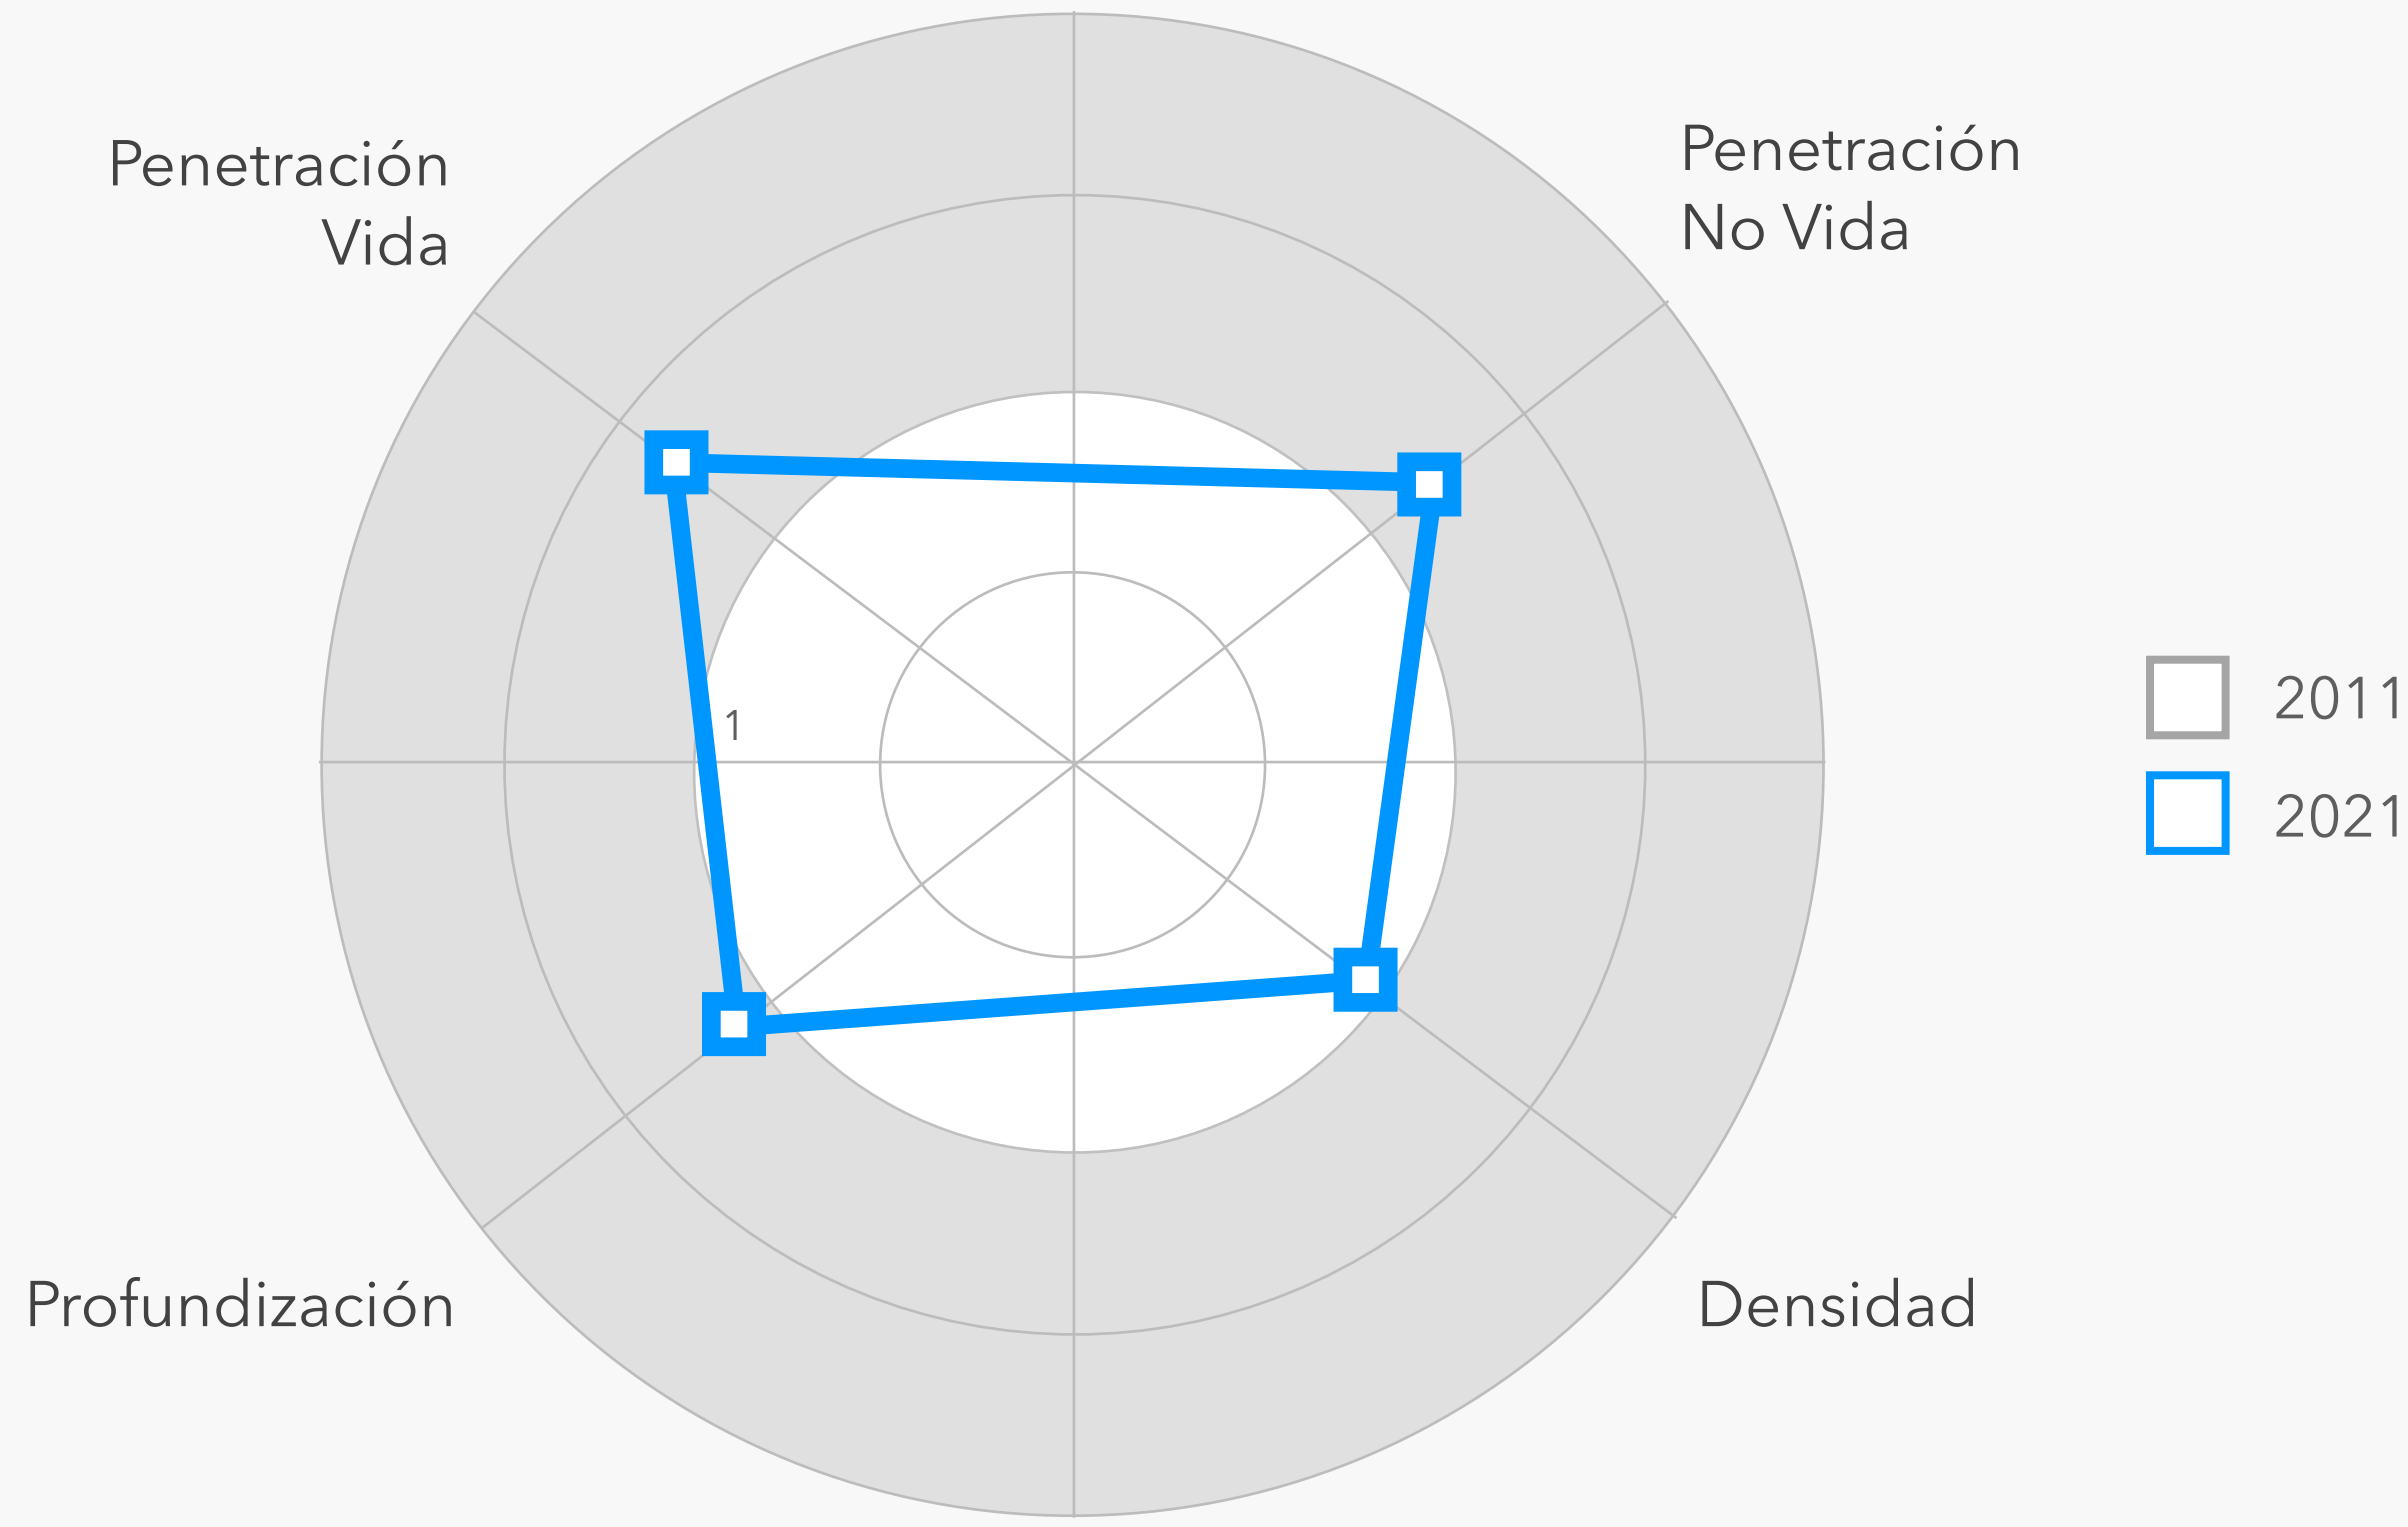 Penetración
Vida
Penetración
No Vida
1
2011
2021
Profundización
Densidad